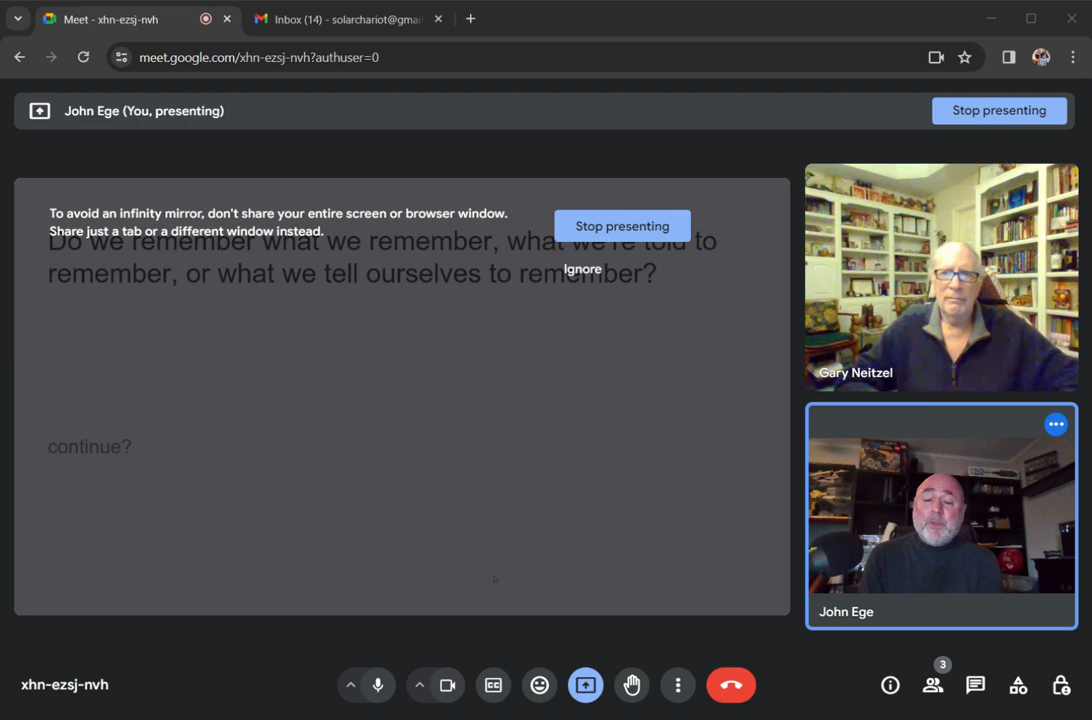 Meet - xhn-ezsj-nvh
Inbox (14) - solarchariot@gmai
meet.google.com/xhn-ezsj-nvh?authuser=0
John Ege (You, presenting)
Stop presenting
To avoid an infinity mirror, don't share your entire screen or browser window.
Share just a tab or a different window instead.
Stop presenting
Ignore
Do we remember what we remember, what we're told to
remember, or what we tell ourselves to remember?
continue?
Gary Neitzel
John Ege
xhn-ezsj-nvh
CC
3